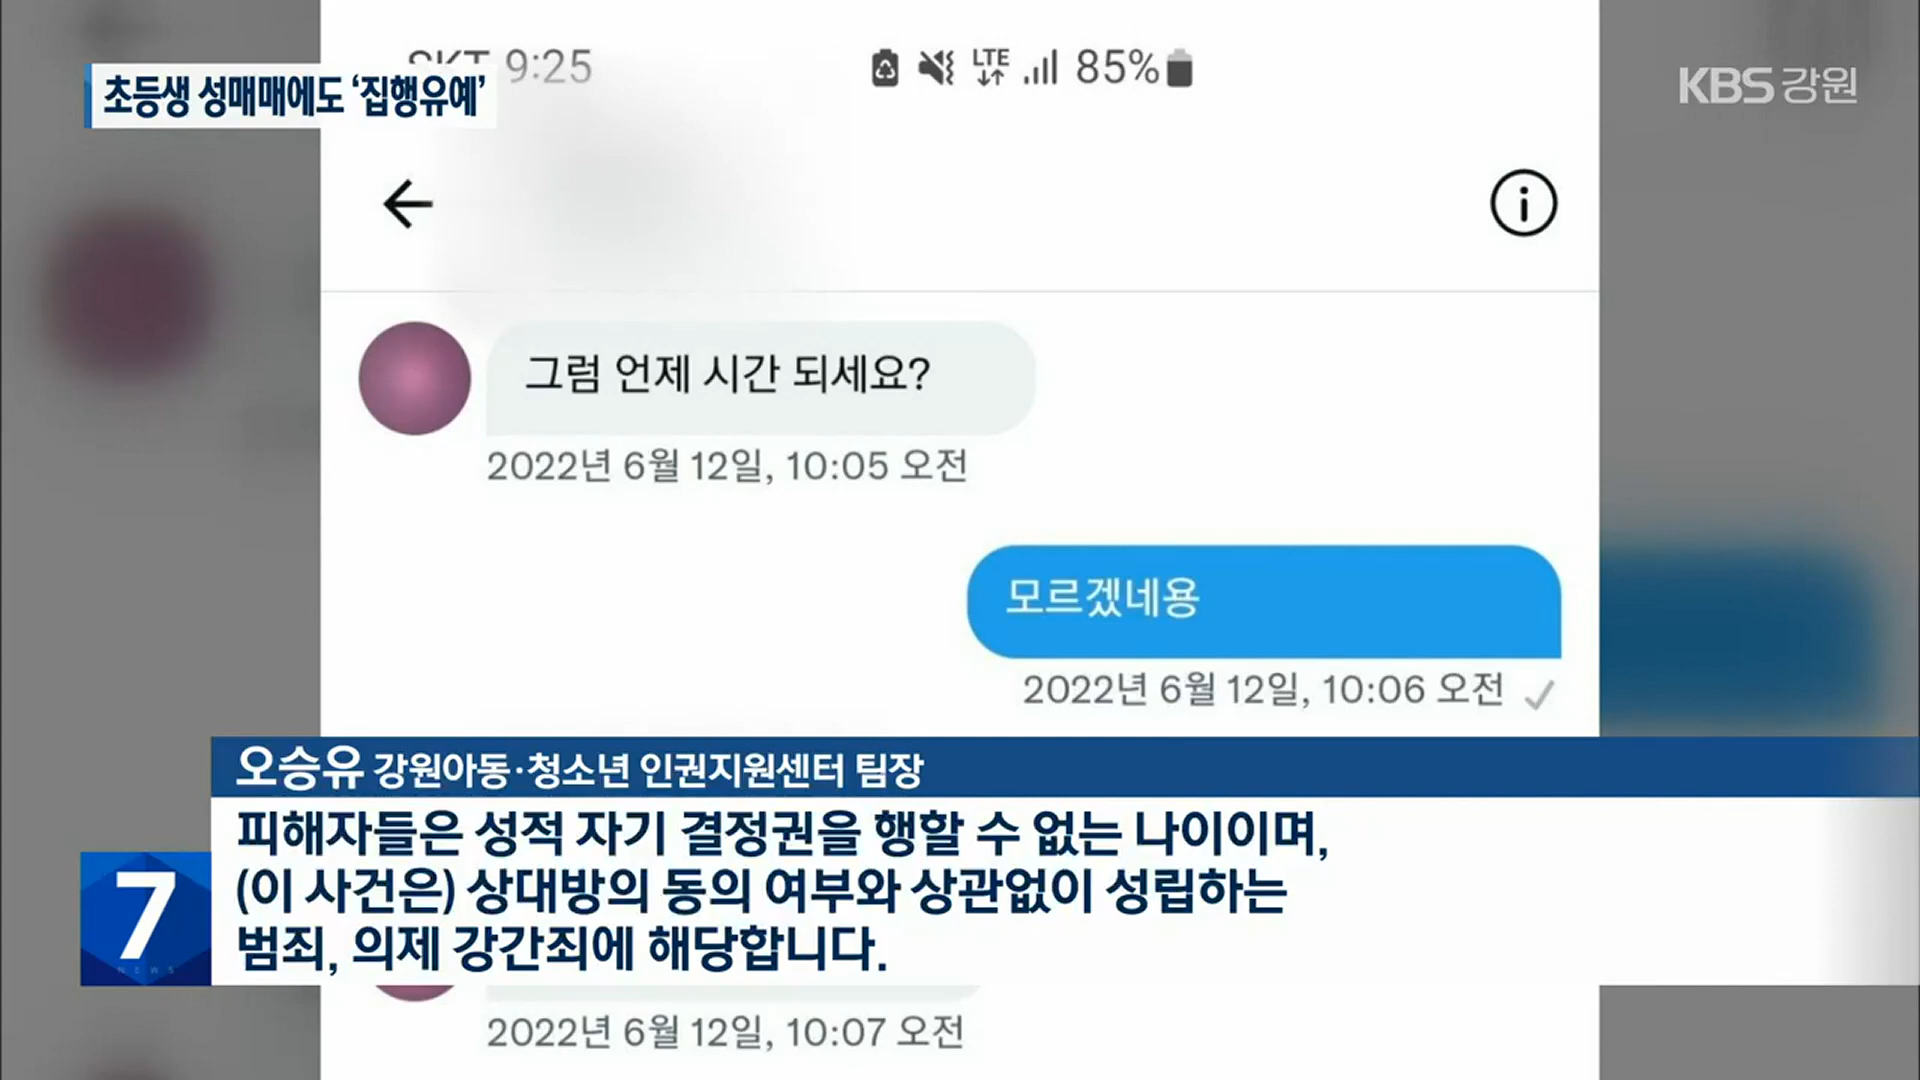 SKT 9:25 LTE 85%
초등생 성매매에도 ‘집행유예’
KBS 강원
그럼 언제 시간 되세요?
2022년 6월 12일, 10:05 오전
모르겠네용
2022년 6월 12일, 10:06 오전
오승유 강원아동·청소년 인권지원센터 팀장
피해자들은 성적 자기 결정권을 행할 수 없는 나이이며,
(이 사건은) 상대방의 동의 여부와 상관없이 성립하는
범죄, 의제 강간죄에 해당합니다.
7
NEWS
2022년 6월 12일, 10:07 오전